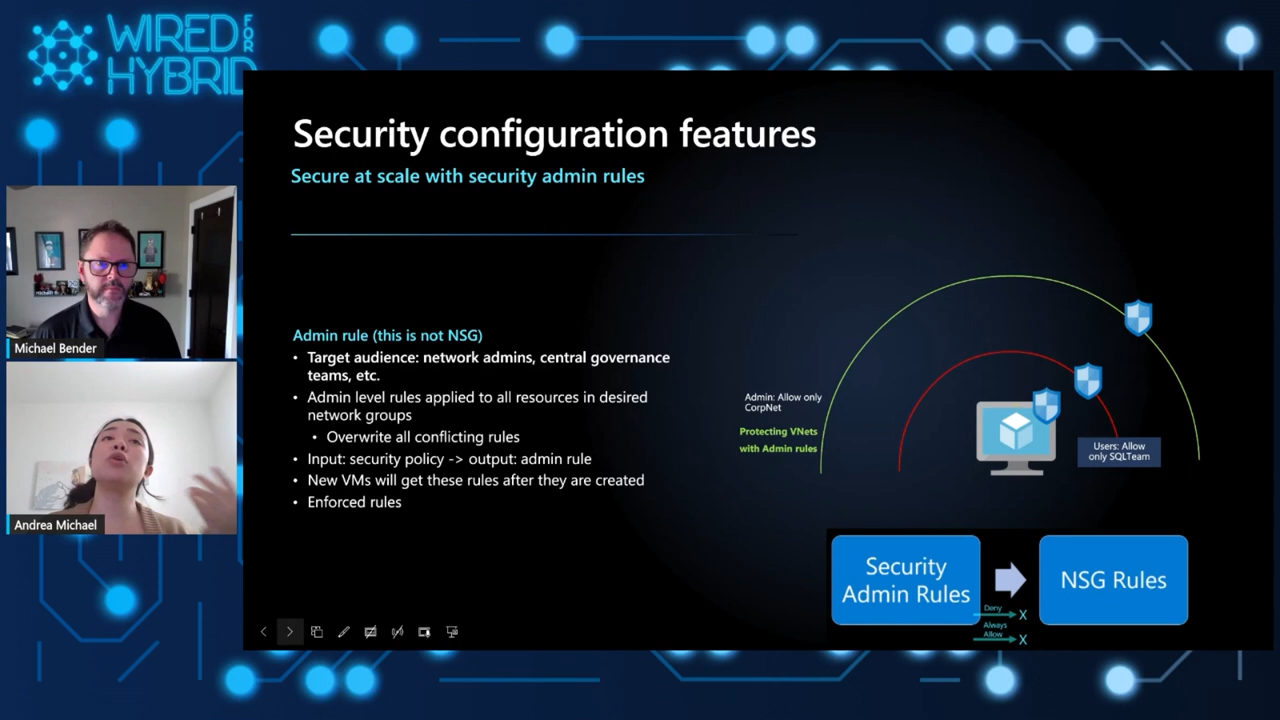 WIRED FOR
HYBRID
Security configuration features
Secure at scale with security admin rules
Michael Bender
Andrea Michael
Admin rule (this is not NSG)
• Target audience: network admins, central governance
teams, etc.
• Admin level rules applied to all resources in desired
network groups
• Overwrite all conflicting rules
• Input: security policy -> output: admin rule
• New VMs will get these rules after they are created
• Enforced rules
Admin: Allow only
CorpNet
Protecting VNets
with Admin rules
Users: Allow
only SQLTeam
Security
Admin Rules
NSG Rules
Deny
X
Always
Allow
X